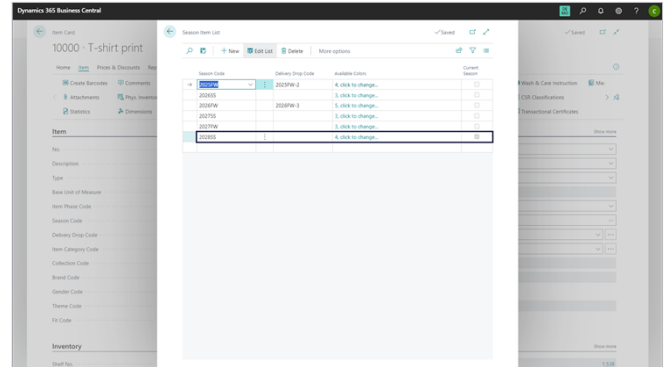 Dynamics 365 Business Central
Item Card
Season Item List
Saved
Saved
10000 · T-shirt print
+ New
Edit List
Delete
More options
Home Item Prices & Discounts
Create Barcodes
Comments
Attachments
Phys. Invento
Statistics
Dimensions
Wash & Care Instruction
CSR Classifications
Transactional Certificates
Season Code
Delivery Drop Code
Available Colors
Current Season
2025FW 2025FW-2 4, click to change...
2026SS 3, click to change...
2026FW 2026FW-3 5, click to change...
2027SS 3, click to change...
2027FW 3, click to change...
2028SS 4, click to change...
Item
Show more
No.
Description
Type
Base Unit of Measure
Item Phase Code
Season Code
Delivery Drop Code
Item Category Code
Collection Code
Brand Code
Gender Code
Theme Code
Fit Code
Inventory
Show more
Shelf No.